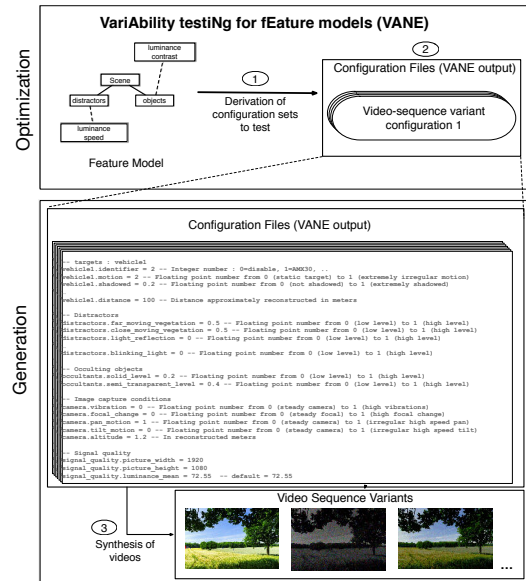 VariAbility testiNg for fEature models (VANE)
Optimization
luminance
contrast
Scene
distractors
objects
luminance
speed
Feature Model
1
Derivation of
configuration sets
to test
2
Configuration Files (VANE output)
Video-sequence variant
configuration 1
Generation
Configuration Files (VANE output)
-- targets : vehicle1
vehicle1.identifier = 2 -- Integer number : 0=disable, 1=AMX30, ..
vehicle1.motion = 2 -- Floating point number from 0 (static target) to 1 (extremely irregular motion)
vehicle1.shadowed = 0.2 -- Floating point number from 0 (not shadowed) to 1 (extremely shadowed)
vehicle1.distance = 100 -- Distance approximately reconstructed in meters
-- Distractors
distractors.far_moving_vegetation = 0.5 -- Floating point number from 0 (low level) to 1 (high level)
distractors.close_moving_vegetation = 0.5 -- Floating point number from 0 (low level) to 1 (high level)
distractors.light_reflection = 0 -- Floating point number from 0 (low level) to 1 (high level)
distractors.blinking_light = 0 -- Floating point number from 0 (low level) to 1 (high level)
-- Occulting objects
occultants.solid_level = 0.2 -- Floating point number from 0 (low level) to 1 (high level)
occultants.semi_transparent_level = 0.4 -- Floating point number from 0 (low level) to 1 (high level)
-- Image capture conditions
camera.vibration = 0 -- Floating point number from 0 (steady camera) to 1 (high vibrations)
camera.focal_change = 0 -- Floating point number from 0 (steady focal) to 1 (high focal change)
camera.pan_motion = 1 -- Floating point number from 0 (steady camera) to 1 (irregular high speed pan)
camera.tilt_motion = 0 -- Floating point number from 0 (steady camera) to 1 (irregular high speed tilt)
camera.altitude = 1.2 -- In reconstructed meters
-- Signal quality
signal_quality.picture_width = 1920
signal_quality.picture_height = 1080
signal_quality.luminance_mean = 72.55 -- default = 72.55
3
Synthesis of
videos
Video Sequence Variants
...